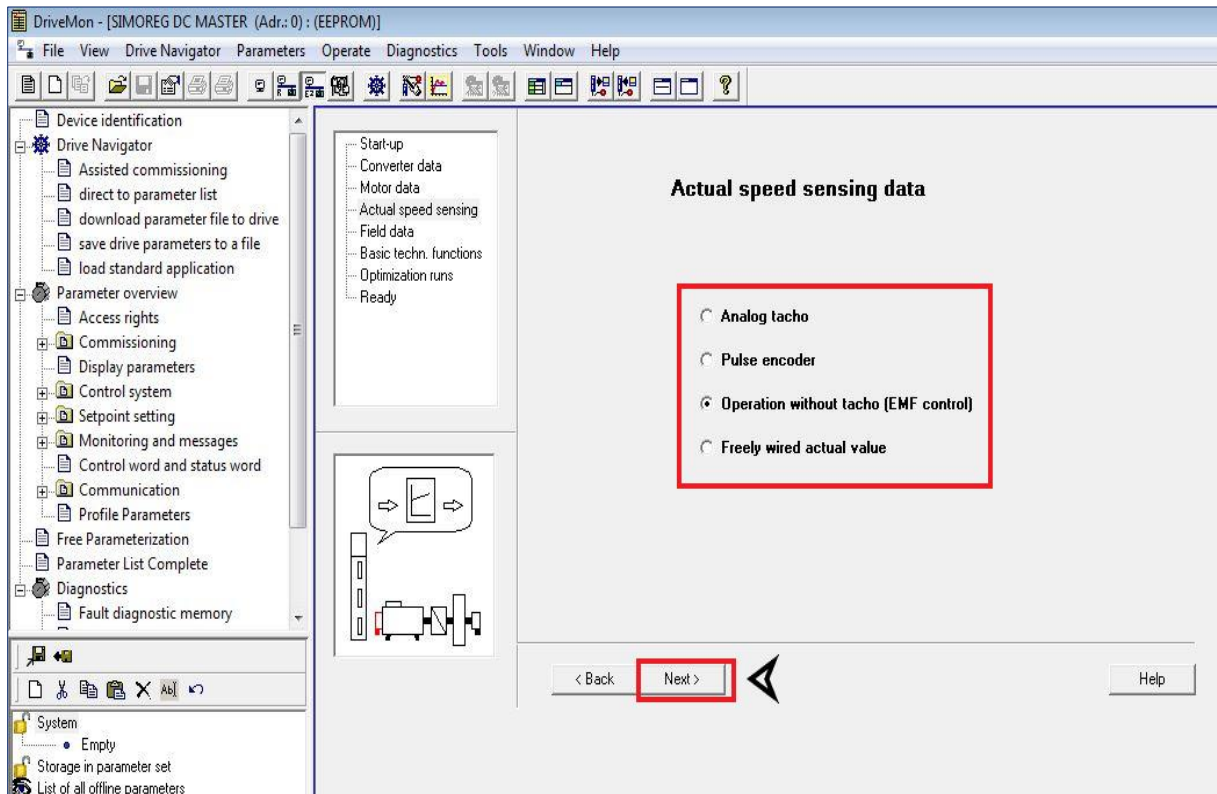 DriveMon - [SIMOREG DC MASTER (Adr.: 0) : (EEPROM)]
File View Drive Navigator Parameters Operate Diagnostics Tools Window Help
Device identification
Drive Navigator
Assisted commissioning
direct to parameter list
download parameter file to drive
save drive parameters to a file
load standard application
Parameter overview
Access rights
Commissioning
Display parameters
Control system
Setpoint setting
Monitoring and messages
Control word and status word
Communication
Profile Parameters
Free Parameterization
Parameter List Complete
Diagnostics
Fault diagnostic memory
System
Empty
Storage in parameter set
List of all offline parameters
Start-up
Converter data
Motor data
Actual speed sensing
Field data
Basic techn. functions
Optimization runs
Ready
Actual speed sensing data
Analog tacho
Pulse encoder
Operation without tacho (EMF control)
Freely wired actual value
< Back Next > Help